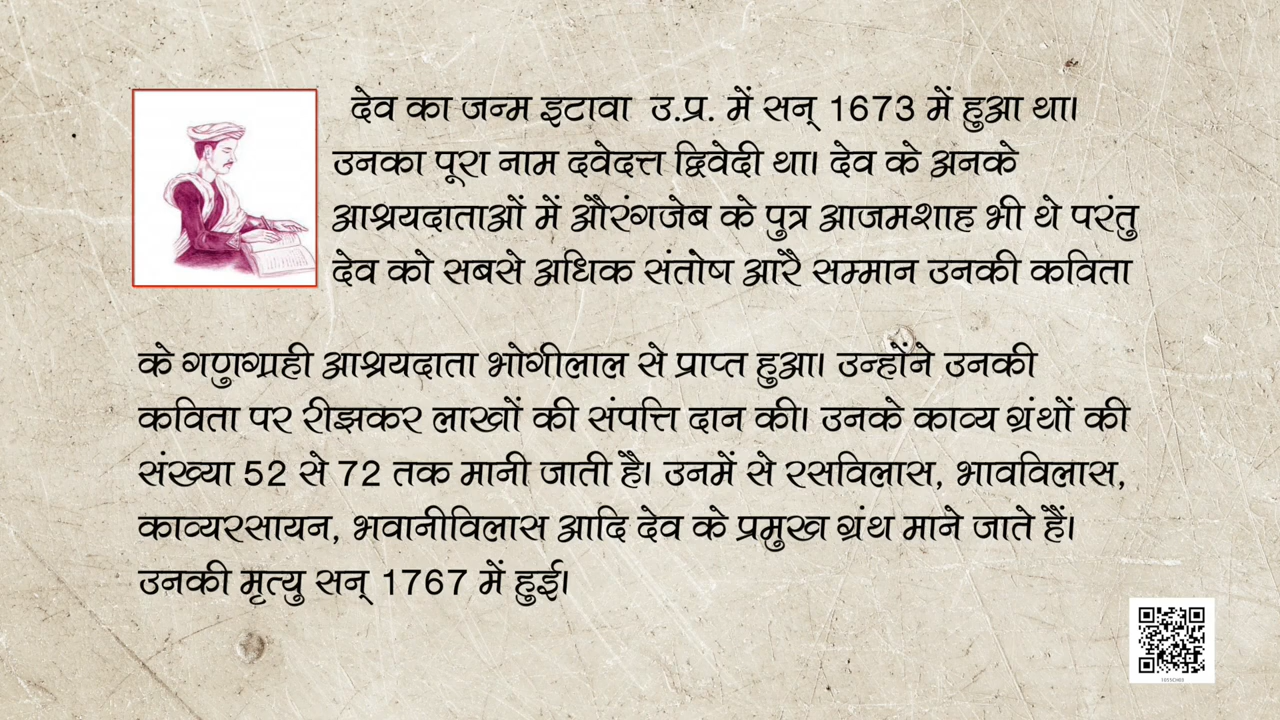 देव का जन्म इटावा उ.प्र. में सन् 1673 में हुआ था।
उनका पूरा नाम दवेदत्त द्विवेदी था। देव के अनके
आश्रयदाताओं में औरंगजेब के पुत्र आजमशाह भी थे परंतु
देव को सबसे अधिक संतोष आरै सम्मान उनकी कविता
के गणुग्राही आश्रयदाता भोगीलाल से प्राप्त हुआ। उन्होंने उनकी
कविता पर रीझकर लाखों की संपत्ति दान की। उनके काव्य ग्रंथों की
संख्या 52 से 72 तक मानी जाती है। उनमें से रसविलास, भावविलास,
काव्यरसायन, भवानीविलास आदि देव के प्रमुख ग्रंथ माने जाते हैं।
उनकी मृत्यु सन् 1767 में हुई।